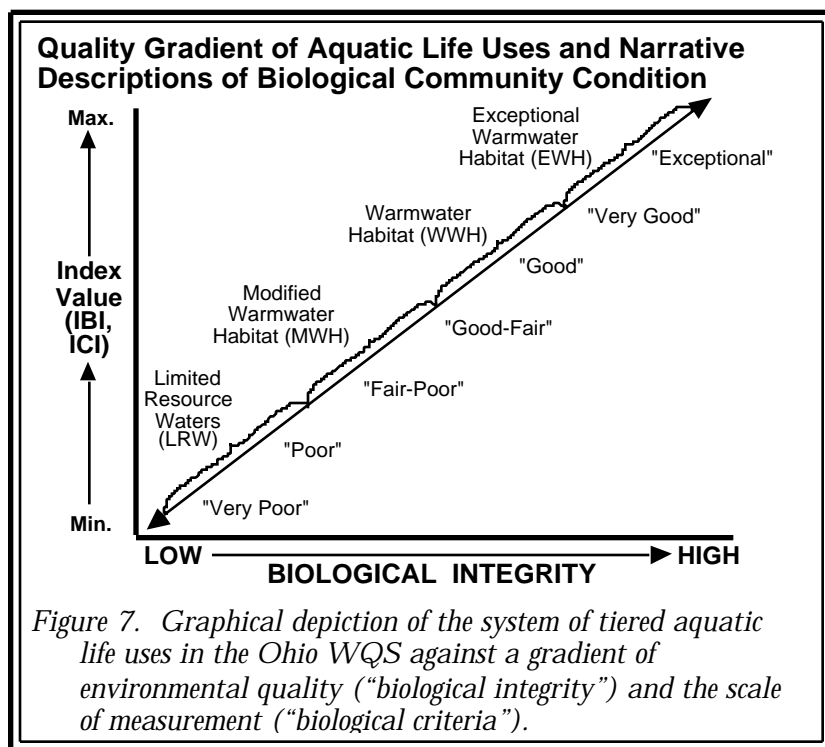 Quality Gradient of Aquatic Life Uses and Narrative
Descriptions of Biological Community Condition
Max.
Index
Value
(IBI,
ICI)
Min.
Exceptional
Warmwater
Habitat (EWH)
"Exceptional"
"Very Good"
Warmwater
Habitat (WWH)
"Good"
"Good-Fair"
Modified
Warmwater
Habitat (MWH)
"Fair-Poor"
Limited
Resource
Waters
(LRW)
"Poor"
"Very Poor"
LOW
HIGH
BIOLOGICAL INTEGRITY
Figure 7. Graphical depiction of the system of tiered aquatic
life uses in the Ohio WQS against a gradient of
environmental quality (“biological integrity”) and the scale
of measurement (“biological criteria”).